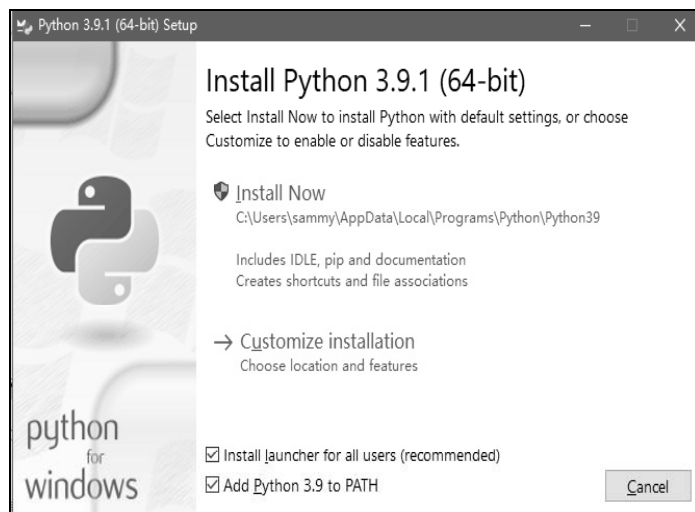 Python 3.9.1 (64-bit) Setup
Install Python 3.9.1 (64-bit)
Select Install Now to install Python with default settings, or choose
Customize to enable or disable features.
Install Now
C:\Users\sammy\AppData\Local\Programs\Python\Python39
Includes IDLE, pip and documentation
Creates shortcuts and file associations
Customize installation
Choose location and features
python
for
windows
Install launcher for all users (recommended)
Add Python 3.9 to PATH
Cancel